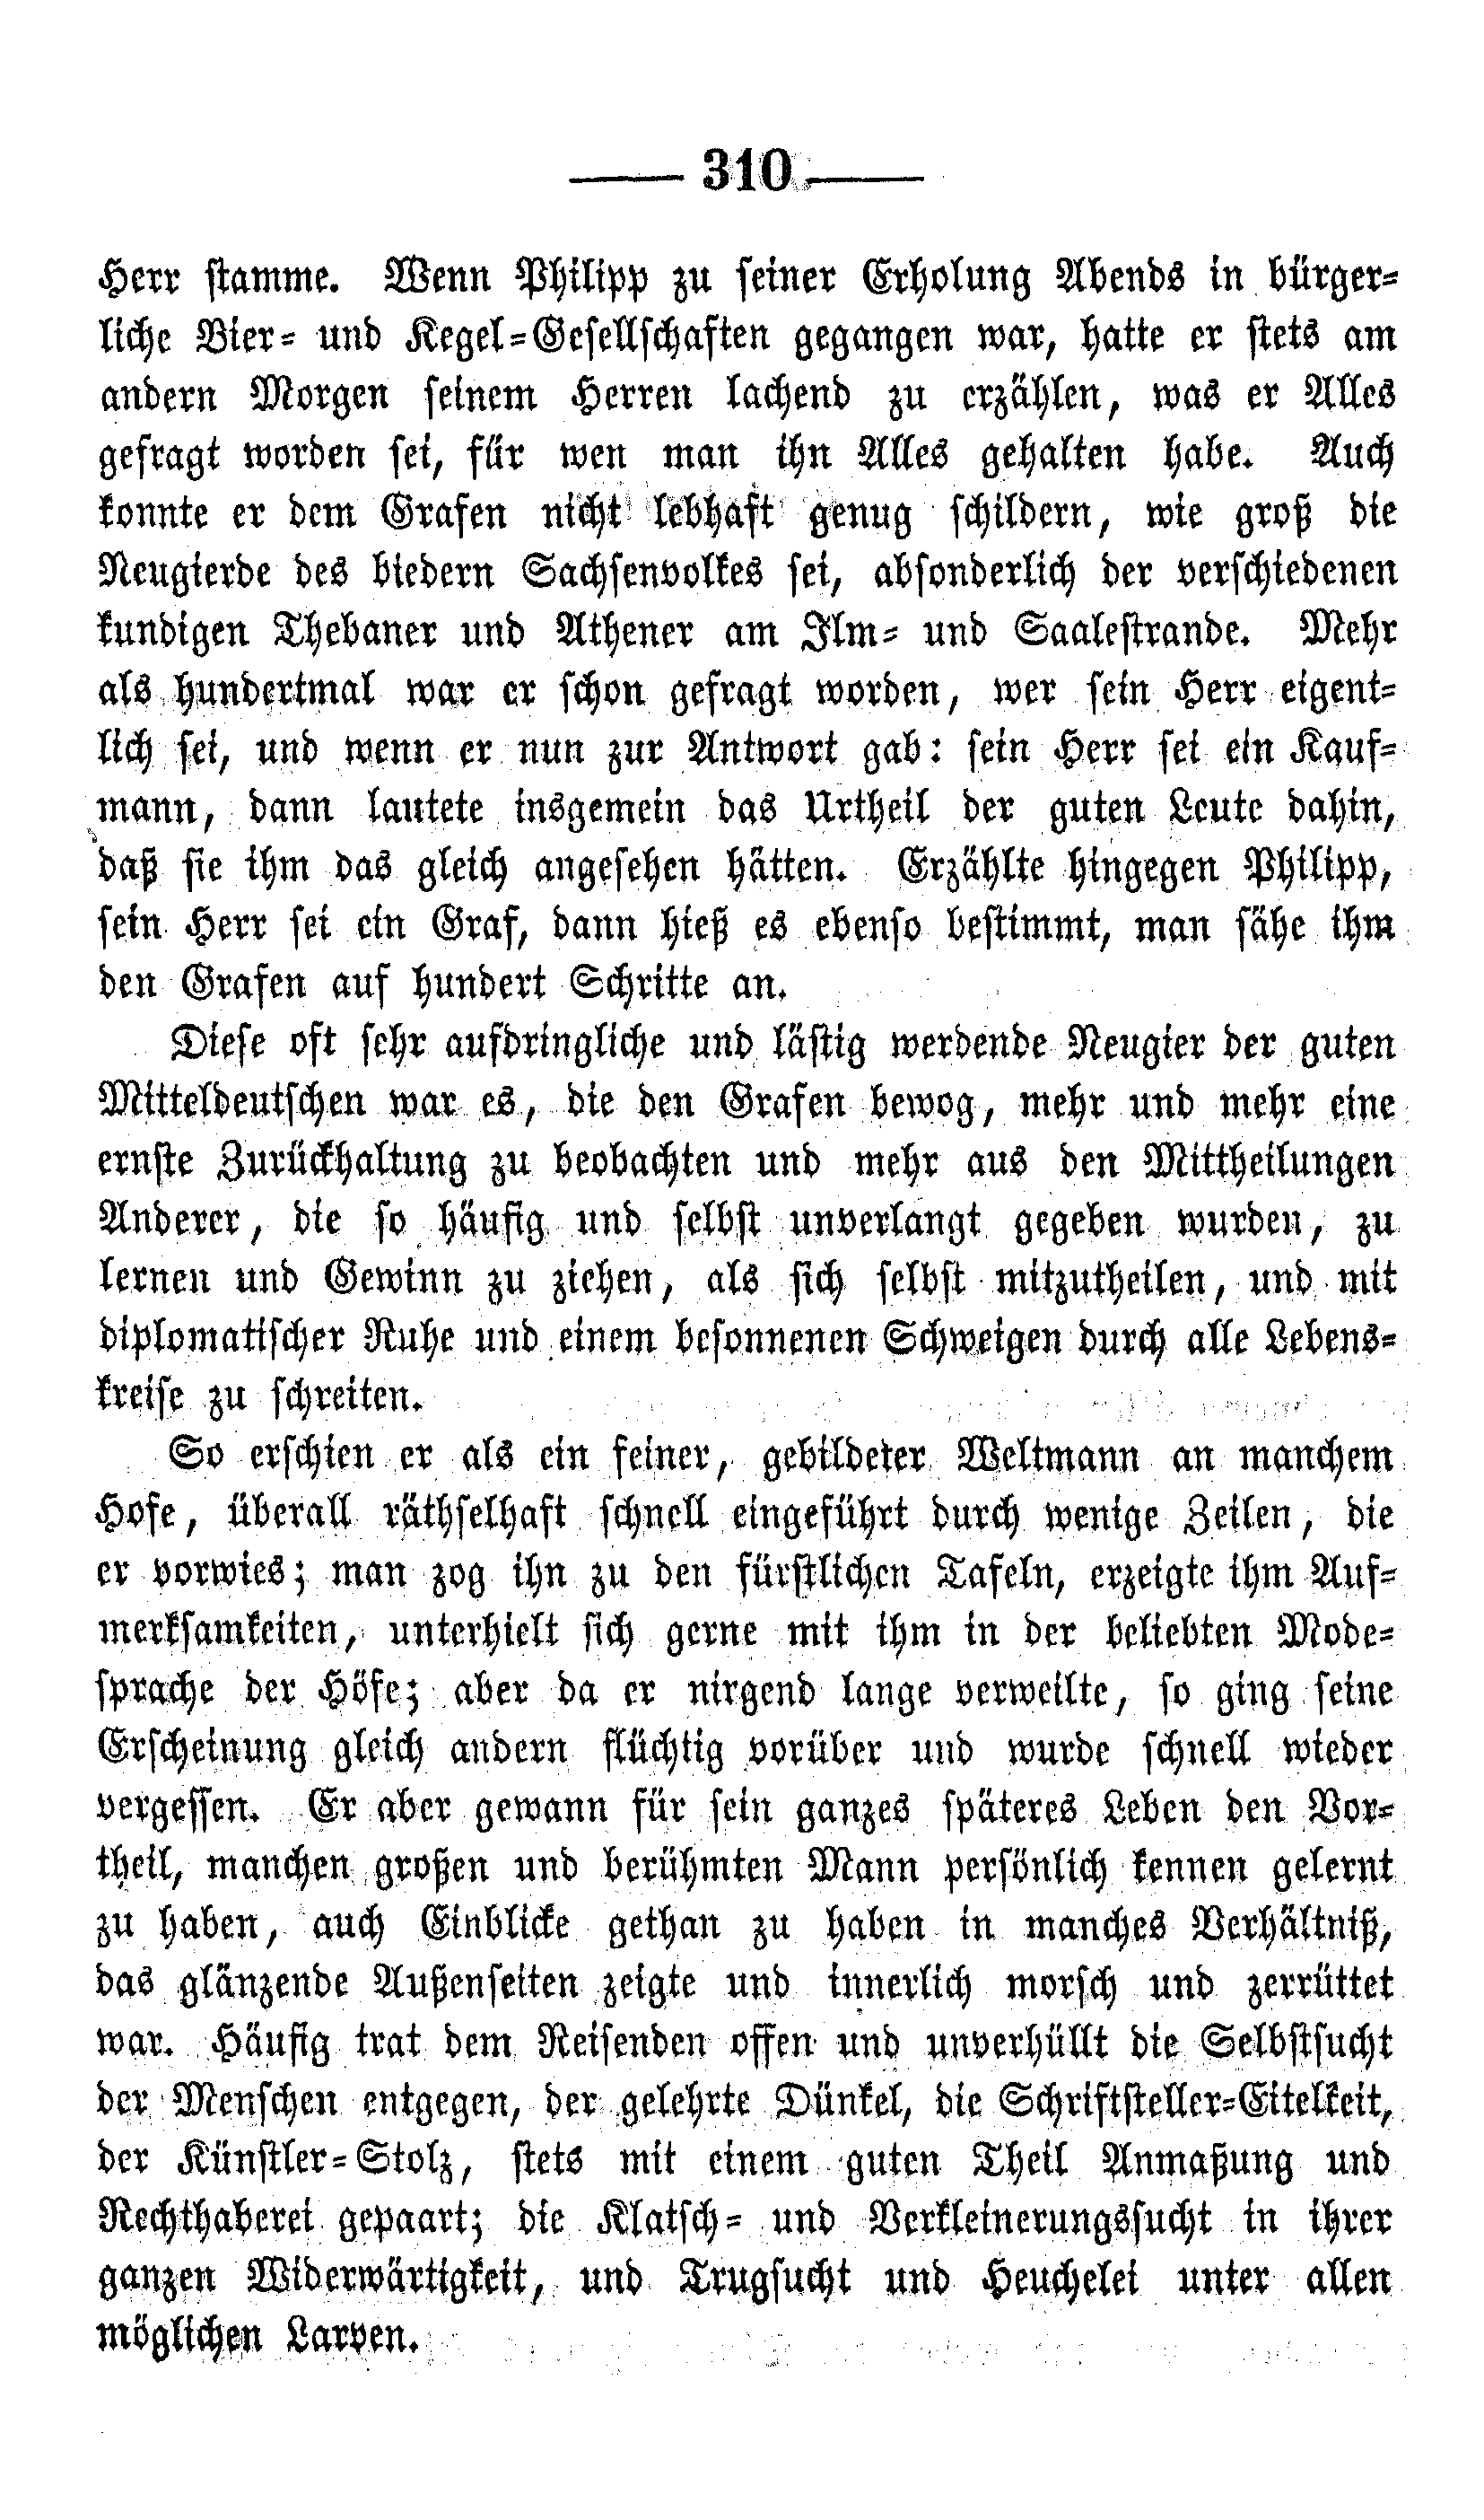 310
Herr stamme. Wenn Philipp zu seiner Erholung Abends in bürger-
liche Bier- und Kegel-Gesellschaften gegangen war, hatte er stets am
andern Morgen seinem Herren lachend zu erzählen, was er Alles
gefragt worden sei, für wen man ihn Alles gehalten habe. Auch
konnte er dem Grafen nicht lebhaft genug schildern, wie groß die
Neugierde des biedern Sachsenvolkes sei, absonderlich der verschiedenen
kundigen Thebaner und Athener am Ilm- und Saalestrande. Mehr
als hundertmal war er schon gefragt worden, wer sein Herr eigent-
lich sei, und wenn er nun zur Antwort gab: sein Herr sei ein Kauf-
mann, dann lautete insgemein das Urtheil der guten Leute dahin,
daß sie ihm das gleich angesehen hätten. Erzählte hingegen Philipp,
sein Herr sei ein Graf, dann hieß es ebenso bestimmt, man sähe ihm
den Grafen auf hundert Schritte an.
Diese oft sehr aufdringliche und lästig werdende Neugier der guten
Mitteldeutschen war es, die den Grafen bewog, mehr und mehr eine
ernste Zurückhaltung zu beobachten und mehr aus den Mittheilungen
Anderer, die so häufig und selbst unverlangt gegeben wurden, zu
lernen und Gewinn zu ziehen, als sich selbst mitzutheilen, und mit
diplomatischer Ruhe und einem besonnenen Schweigen durch alle Lebens-
kreise zu schreiten.
So erschien er als ein feiner, gebildeter Weltmann an manchem
Hofe, überall räthselhaft schnell eingeführt durch wenige Zeilen, die
er vorwies; man zog ihn zu den fürstlichen Tafeln, erzeigte ihm Auf-
merksamkeiten, unterhielt sich gerne mit ihm in der beliebten Mode-
sprache der Höfe; aber da er nirgend lange verweilte, so ging seine
Erscheinung gleich andern flüchtig vorüber und wurde schnell wieder
vergessen. Er aber gewann für sein ganzes späteres Leben den Vor-
theil, manchen großen und berühmten Mann persönlich kennen gelernt
zu haben, auch Einblicke gethan zu haben in manches Verhältniß,
das glänzende Außenseiten zeigte und innerlich morsch und zerrüttet
war. Häufig trat dem Reisenden offen und unverhüllt die Selbstsucht
der Menschen entgegen, der gelehrte Dünkel, die Schriftsteller-Eitelkeit,
der Künstler-Stolz, stets mit einem guten Theil Anmaßung und
Rechthaberei gepaart; die Klatsch- und Verkleinerungssucht in ihrer
ganzen Widerwärtigkeit, und Trugsucht und Heuchelei unter allen
möglichen Larven.